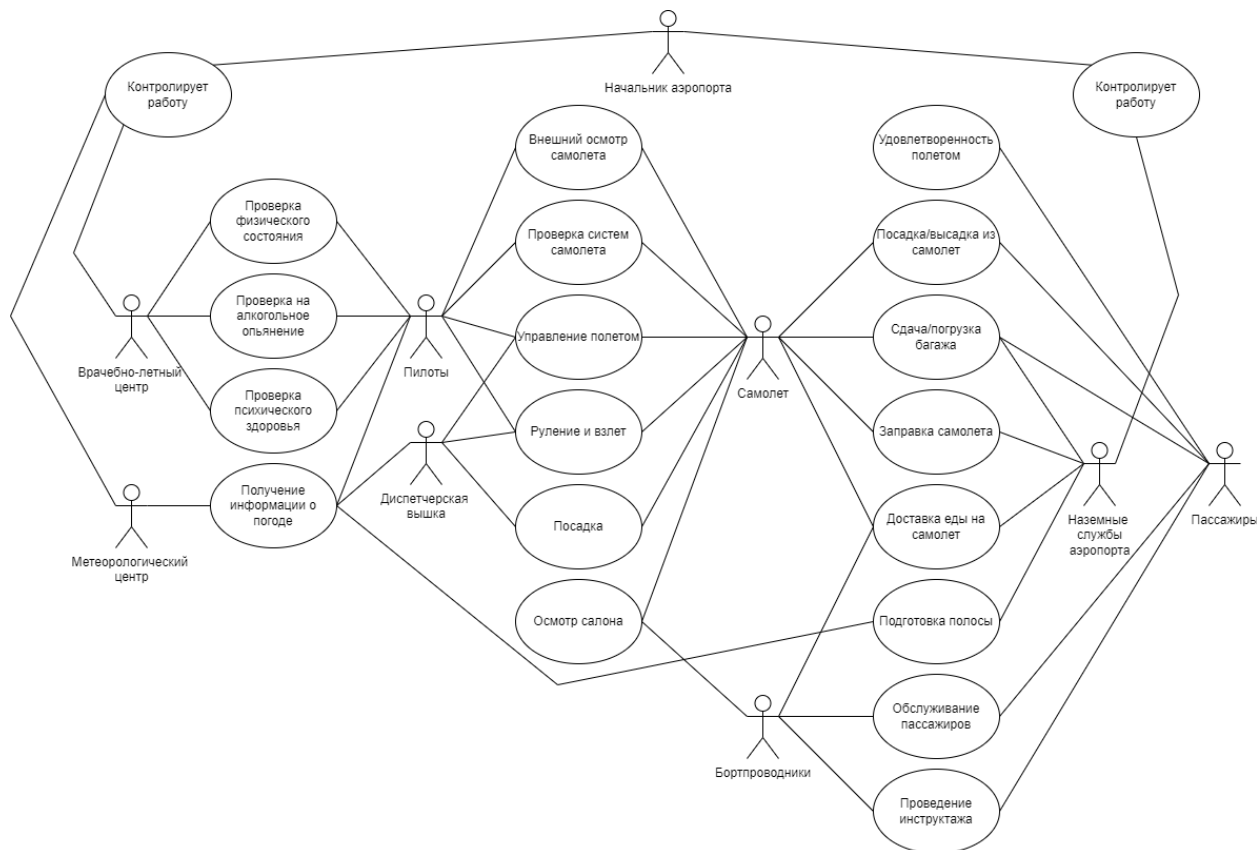 Начальник аэропорта
Контролирует
работу
Контролирует
работу
Внешний осмотр
самолета
Удовлетворенность
полетом
Проверка
физического
состояния
Проверка систем
самолета
Посадка/высадка из
самолет
Проверка на
алкогольное
опьянение
Управление полетом
Сдача/погрузка
багажа
Врачебно-летный
центр
Пилоты
Самолет
Проверка
психического
здоровья
Руление и взлет
Заправка самолета
Получение
информации о
погоде
Диспетчерская
вышка
Посадка
Доставка еды на
самолет
Наземные
службы
аэропорта
Пассажиры
Метеорологический
центр
Осмотр салона
Подготовка полосы
Обслуживание
пассажиров
Бортпроводники
Проведение
инструктажа